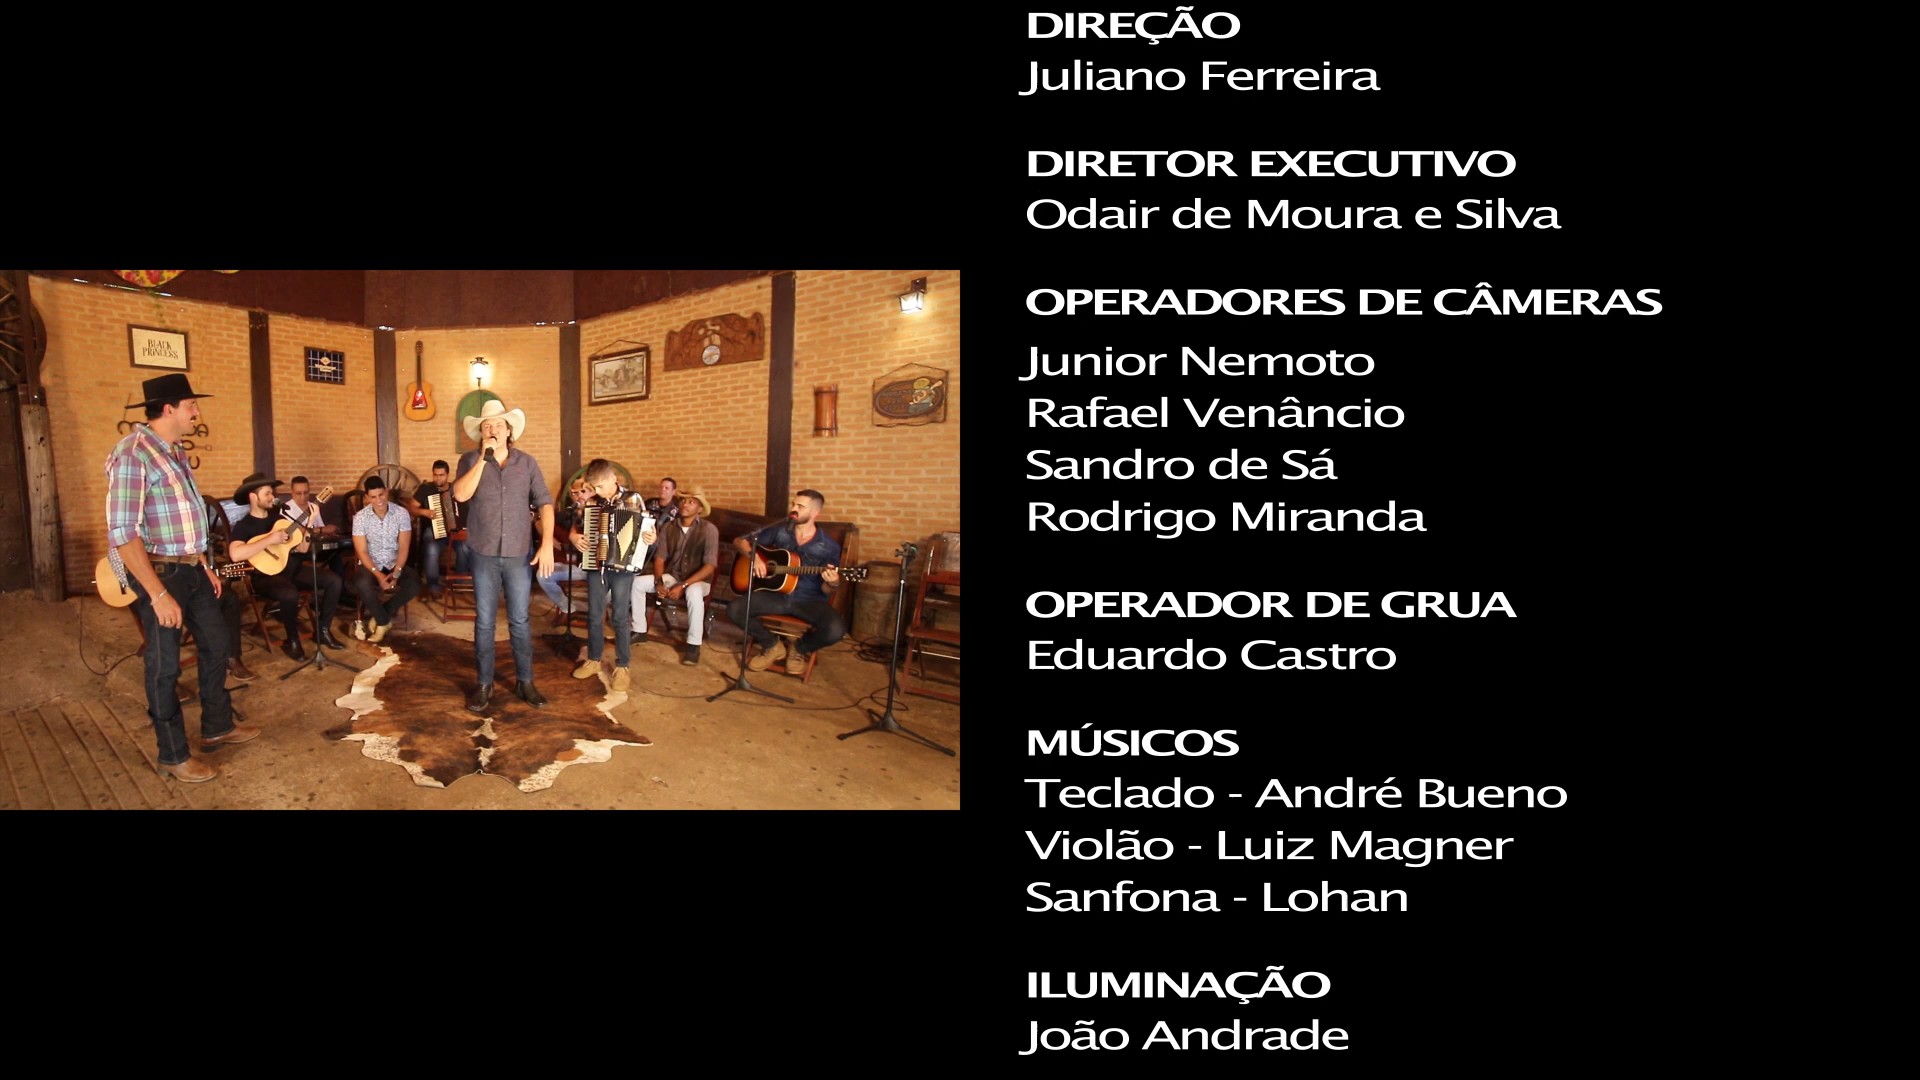 BLACK
PRINCESS
DIREÇÃO
Juliano Ferreira
DIRETOR EXECUTIVO
Odair de Moura e Silva
OPERADORES DE CÂMERAS
Junior Nemoto
Rafael Venâncio
Sandro de Sá
Rodrigo Miranda
OPERADOR DE GRUA
Eduardo Castro
MÚSICOS
Teclado - André Bueno
Violão - Luiz Magner
Sanfona - Lohan
ILUMINAÇÃO
João Andrade